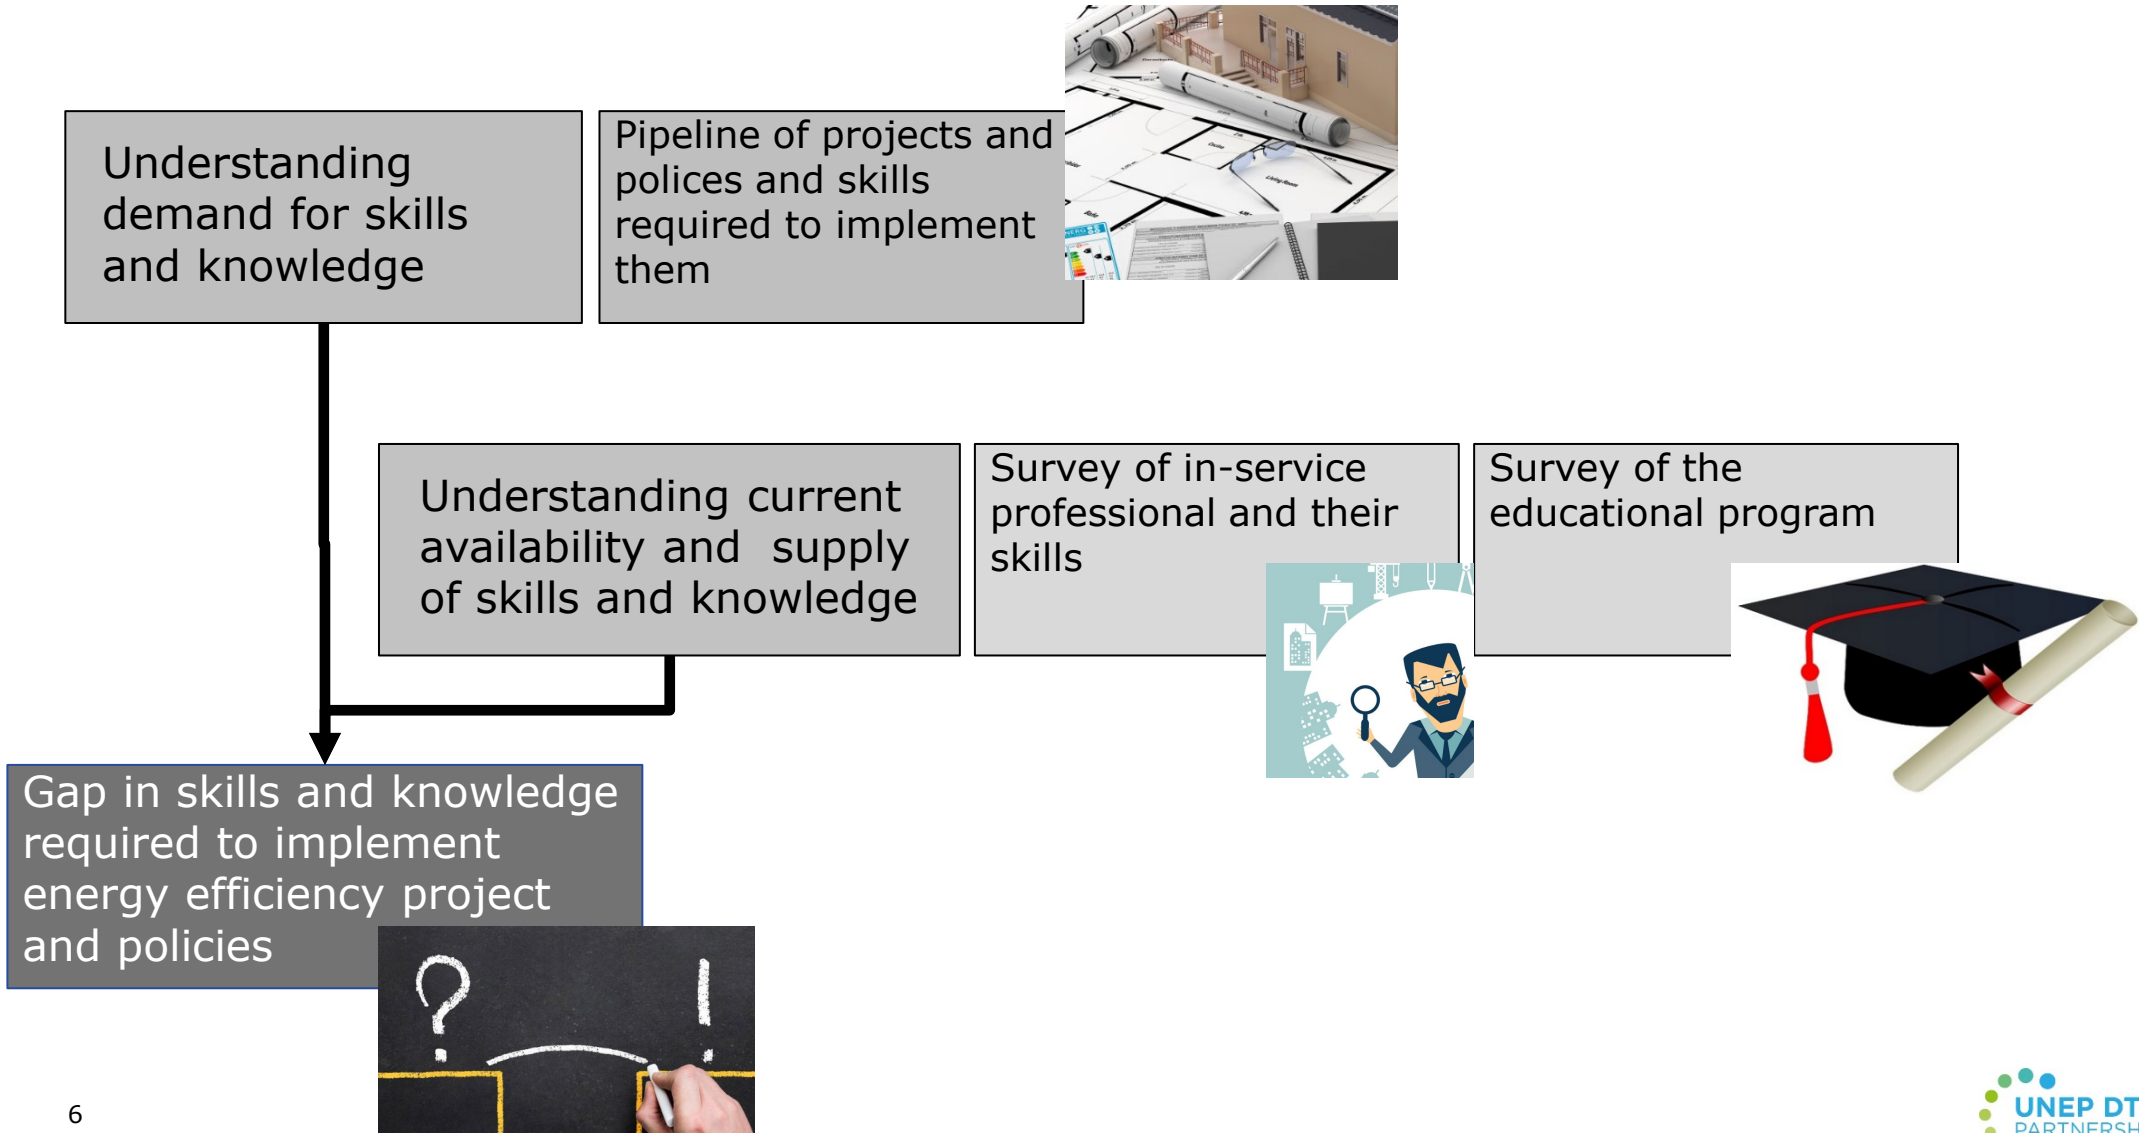 Understanding
demand for skills
and knowledge
Pipeline of projects and
polices and skills
required to implement
them
Understanding current
availability and supply
of skills and knowledge
Survey of in-service
professional and their
skills
Survey of the
educational program
Gap in skills and knowledge
required to implement
energy efficiency project
and policies
? !
6
UNEP DT
PARTNERSH